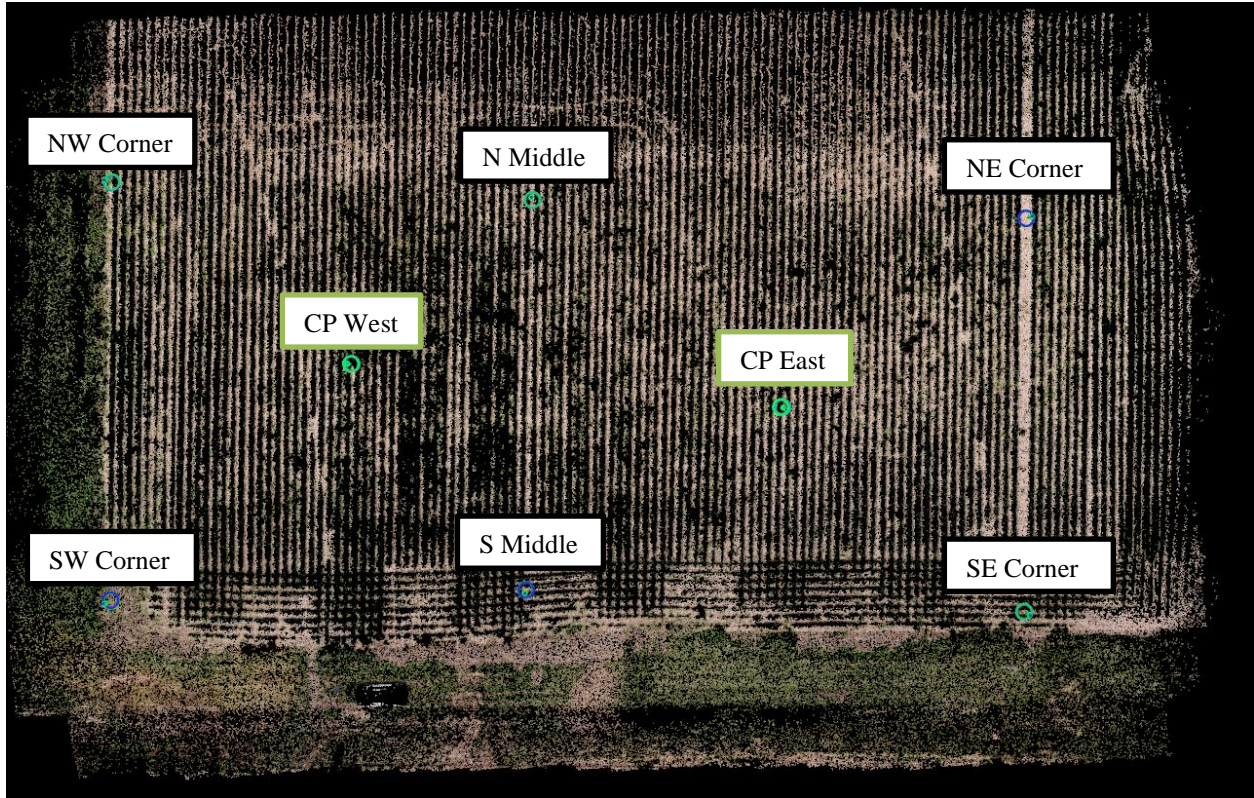 NW Corner
N Middle
NE Corner
CP West
CP East
SW Corner
S Middle
SE Corner